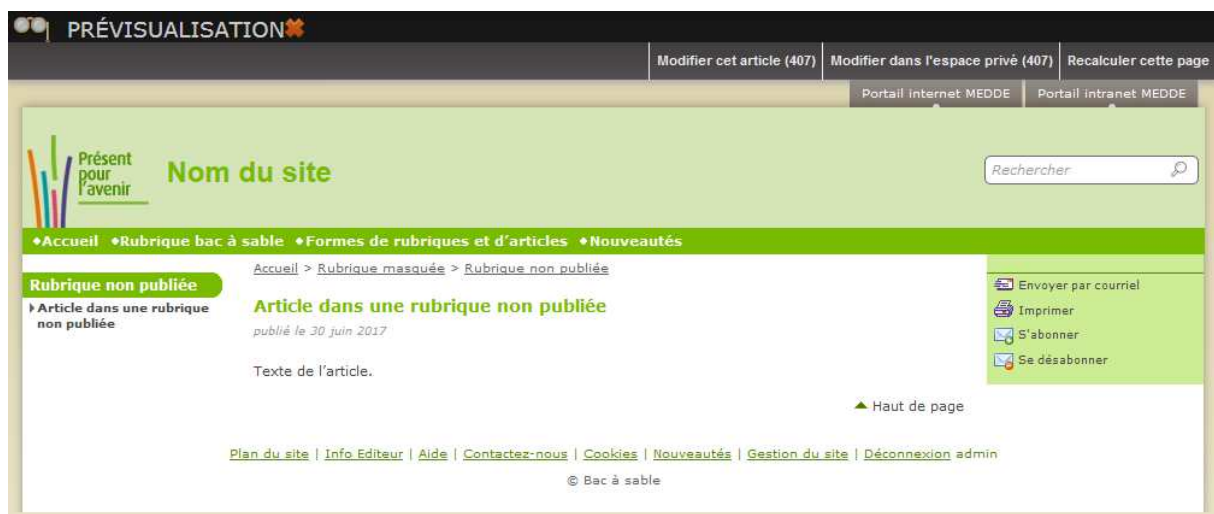 PRÉVISUALISATION
Modifier cet article (407) Modifier dans l'espace privé (407) Recalculer cette page
Portail internet MEDDE Portail intranet MEDDE
Présent
pour
l'avenir
Nom du site
Rechercher
Accueil Rubrique bac à sable Formes de rubriques et d'articles Nouveautés
Rubrique non publiée
Article dans une rubrique
non publiée
Accueil > Rubrique masquée > Rubrique non publiée
Article dans une rubrique non publiée
publié le 30 juin 2017
Texte de l'article.
Envoyer par courriel
Imprimer
S'abonner
Se désabonner
Haut de page
Plan du site | Info Editeur | Aide | Contactez-nous | Cookies | Nouveautés | Gestion du site | Déconnexion admin
© Bac à sable